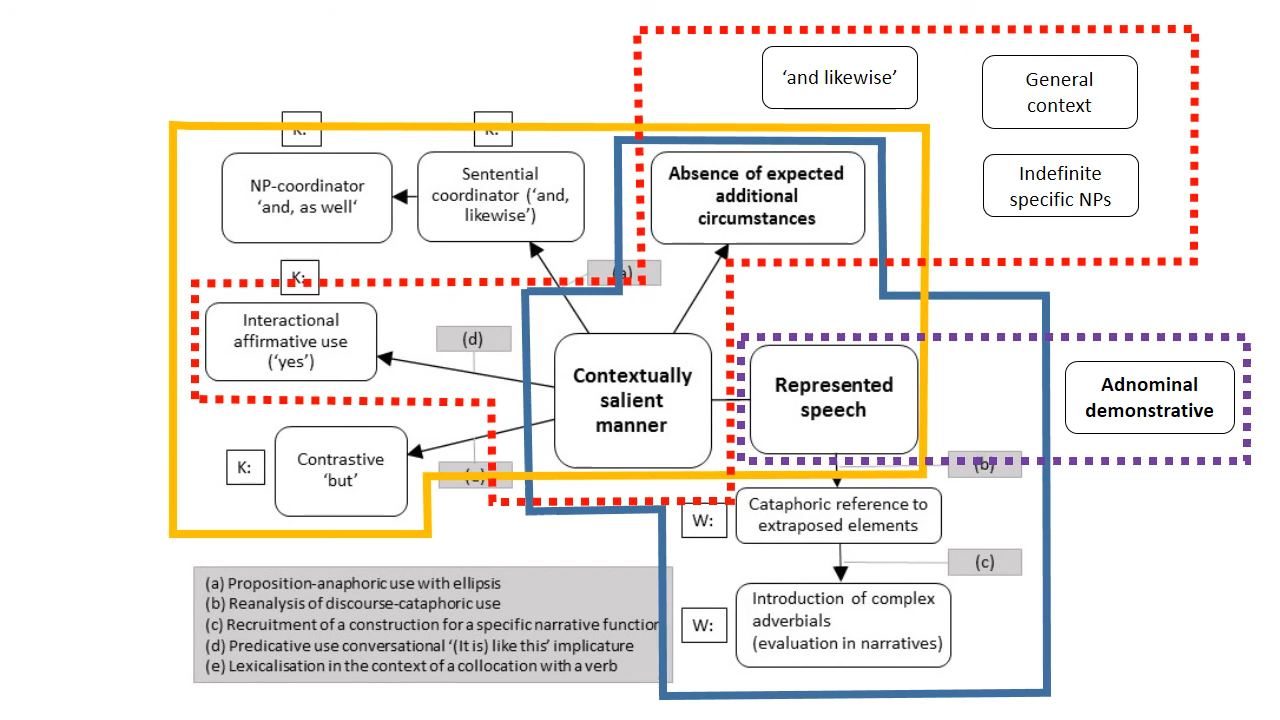 ‘and likewise’
General
context
Indefinite
specific NPs
K:
K:
NP-coordinator
‘and, as well‘
Sentential
coordinator (‘and,
likewise’)
Absence of expected
additional
circumstances
(a)
K:
Interactional
affirmative use
(‘yes’)
(d)
Contextually
salient
manner
Represented
speech
Adnominal
demonstrative
K:
Contrastive
‘but’
(e)
(b)
W:
Cataphoric reference to
extraposed elements
(c)
W:
Introduction of complex
adverbials
(evaluation in narratives)
(a) Proposition-anaphoric use with ellipsis
(b) Reanalysis of discourse-cataphoric use
(c) Recruitment of a construction for a specific narrative function
(d) Predicative use conversational ‘(It is) like this’ implicature
(e) Lexicalisation in the context of a collocation with a verb